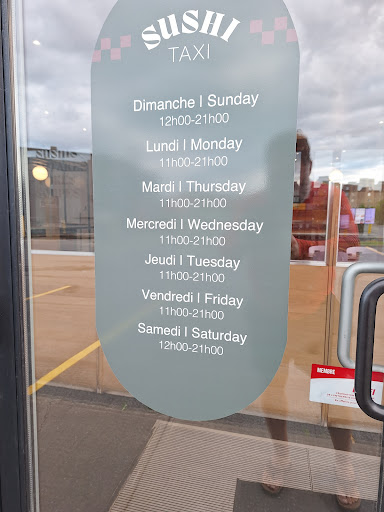 SUSHI
TAXI
Dimanche | Sunday
12h00-21h00
Lundi | Monday
11h00-21h00
Mardi | Thursday
11h00-21h00
Mercredi | Wednesday
11h00-21h00
Jeudi | Tuesday
11h00-21h00
Vendredi | Friday
11h00-21h00
Samedi | Saturday
12h00-21h00
MEMBRE